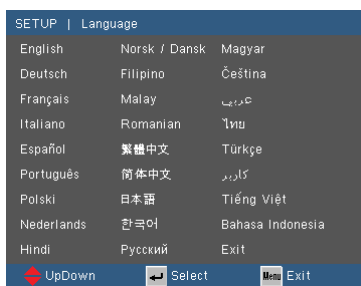 SETUP | Language
English Norsk / Dansk Magyar
Deutsch Filipino Čeština
Français Malay عربي
Italiano Romanian ไทย
Español 繁體中文 Türkçe
Português 简体中文 کاربر
Polski 日本語 Tiếng Việt
Nederlands 한국어 Bahasa Indonesia
Hindi Русский Exit
UpDown Select Menu Exit